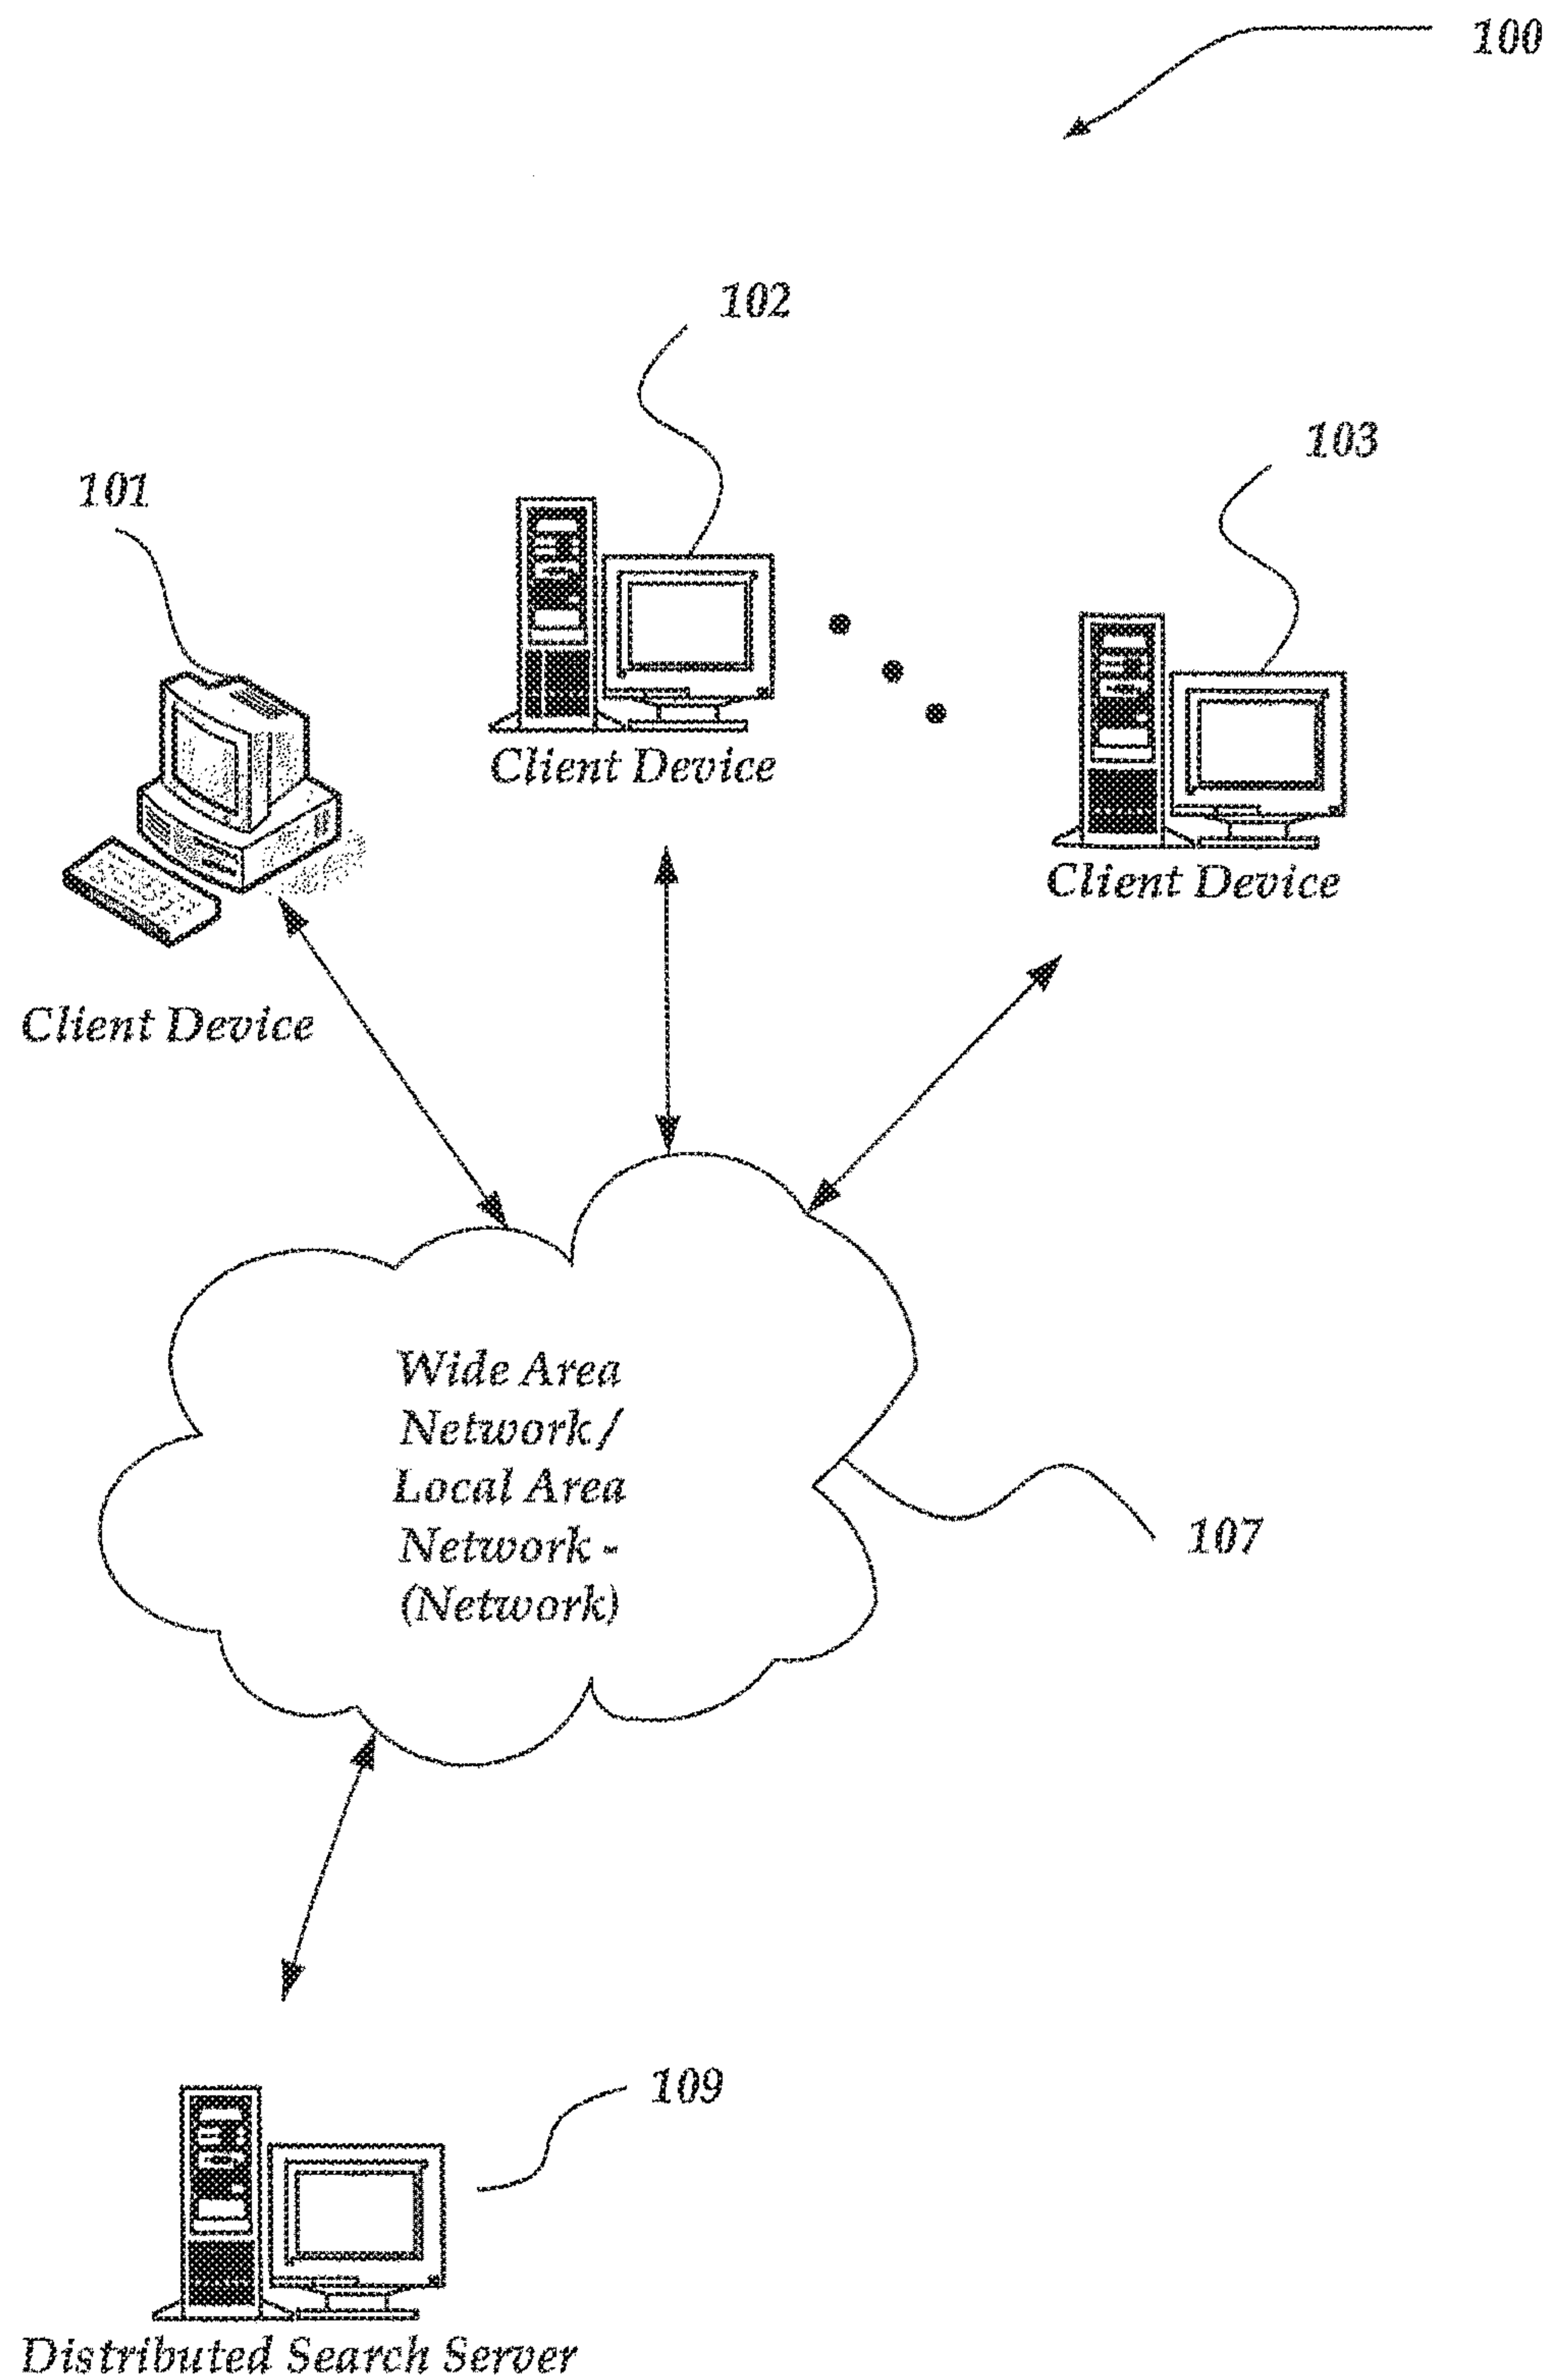 100
102
103
101
Client Device
Client Device
Client Device
Wide Area
Network/
Local Area
Network -
(Network)
107
109
Distributed Search Server